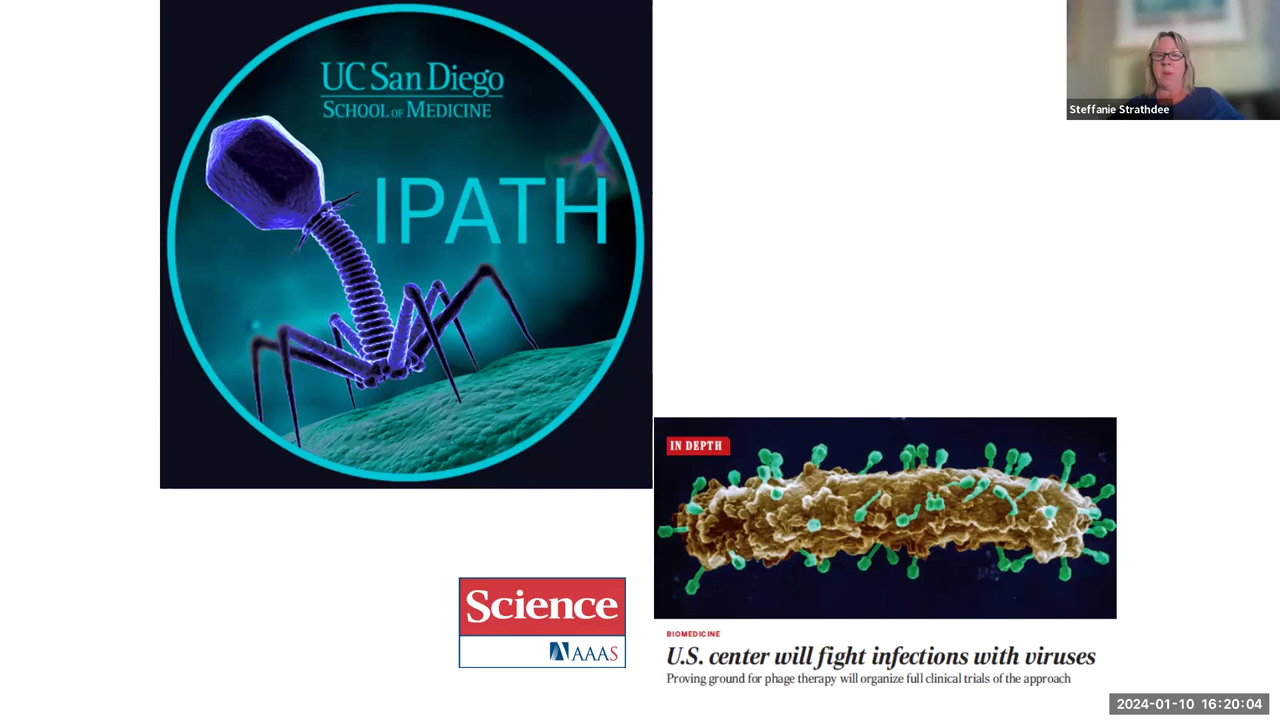 UC San Diego
SCHOOL OF MEDICINE
IPATH
Steffanie Strathdee
IN DEPTH
Science
AAAS
BIOMEDICINE
U.S. center will fight infections with viruses
Proving ground for phage therapy will organize full clinical trials of the approach
2024-01-10 16:20:04